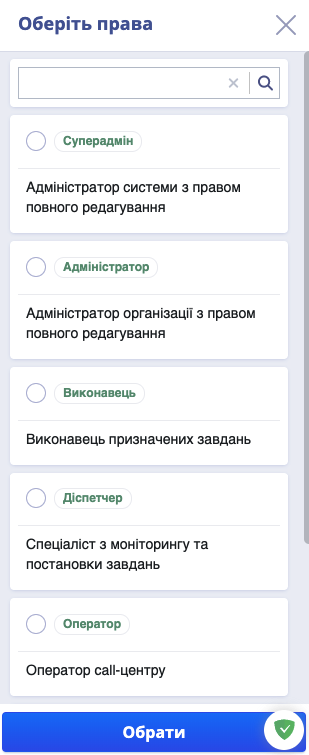 Оберіть права
Суперадмін
Адміністратор системи з правом
повного редагування
Адміністратор
Адміністратор організації з правом
повного редагування
Виконавець
Виконавець призначених завдань
Діспетчер
Спеціаліст з моніторингу та
постановки завдань
Оператор
Оператор call-центру
Обрати